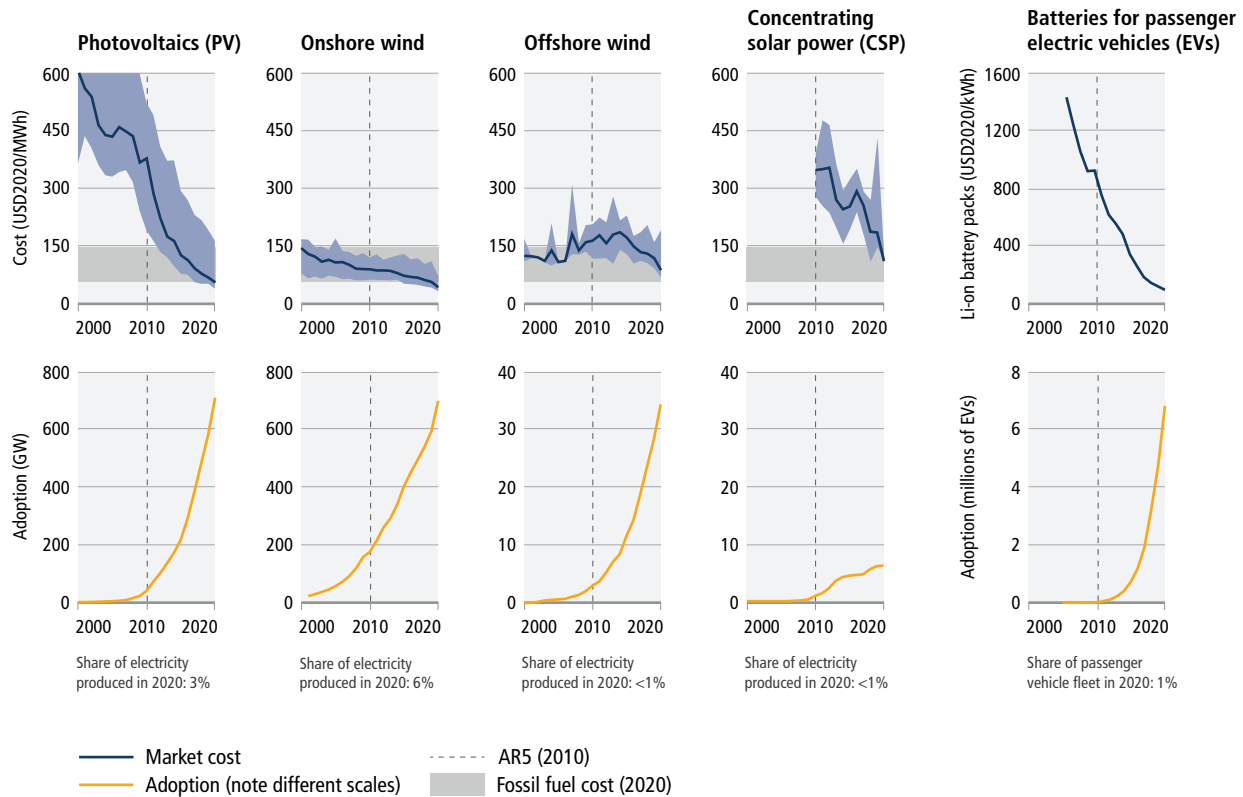 Photovoltaics (PV)
Onshore wind
Offshore wind
Concentrating
solar power (CSP)
Batteries for passenger
electric vehicles (EVs)
Cost (USD2020/MWh)
600
450
300
150
0
2000 2010 2020
600
450
300
150
0
2000 2010 2020
600
450
300
150
0
2000 2010 2020
600
450
300
150
0
2000 2010 2020
Li-on battery packs (USD2020/kWh)
1600
1200
800
400
0
2000 2010 2020
Adoption (GW)
800
600
400
200
0
2000 2010 2020
800
600
800
200
0
2000 2010 2020
40
30
20
10
0
2000 2010 2020
40
30
20
10
0
2000 2010 2020
Adoption (millions of EVs)
8
6
4
2
0
2000 2010 2020
Share of electricity
produced in 2020: 3%
Share of electricity
produced in 2020: 6%
Share of electricity
produced in 2020: <1%
Share of electricity
produced in 2020: <1%
Share of passenger
vehicle fleet in 2020: 1%
Market cost
Adoption (note different scales)
AR5 (2010)
Fossil fuel cost (2020)